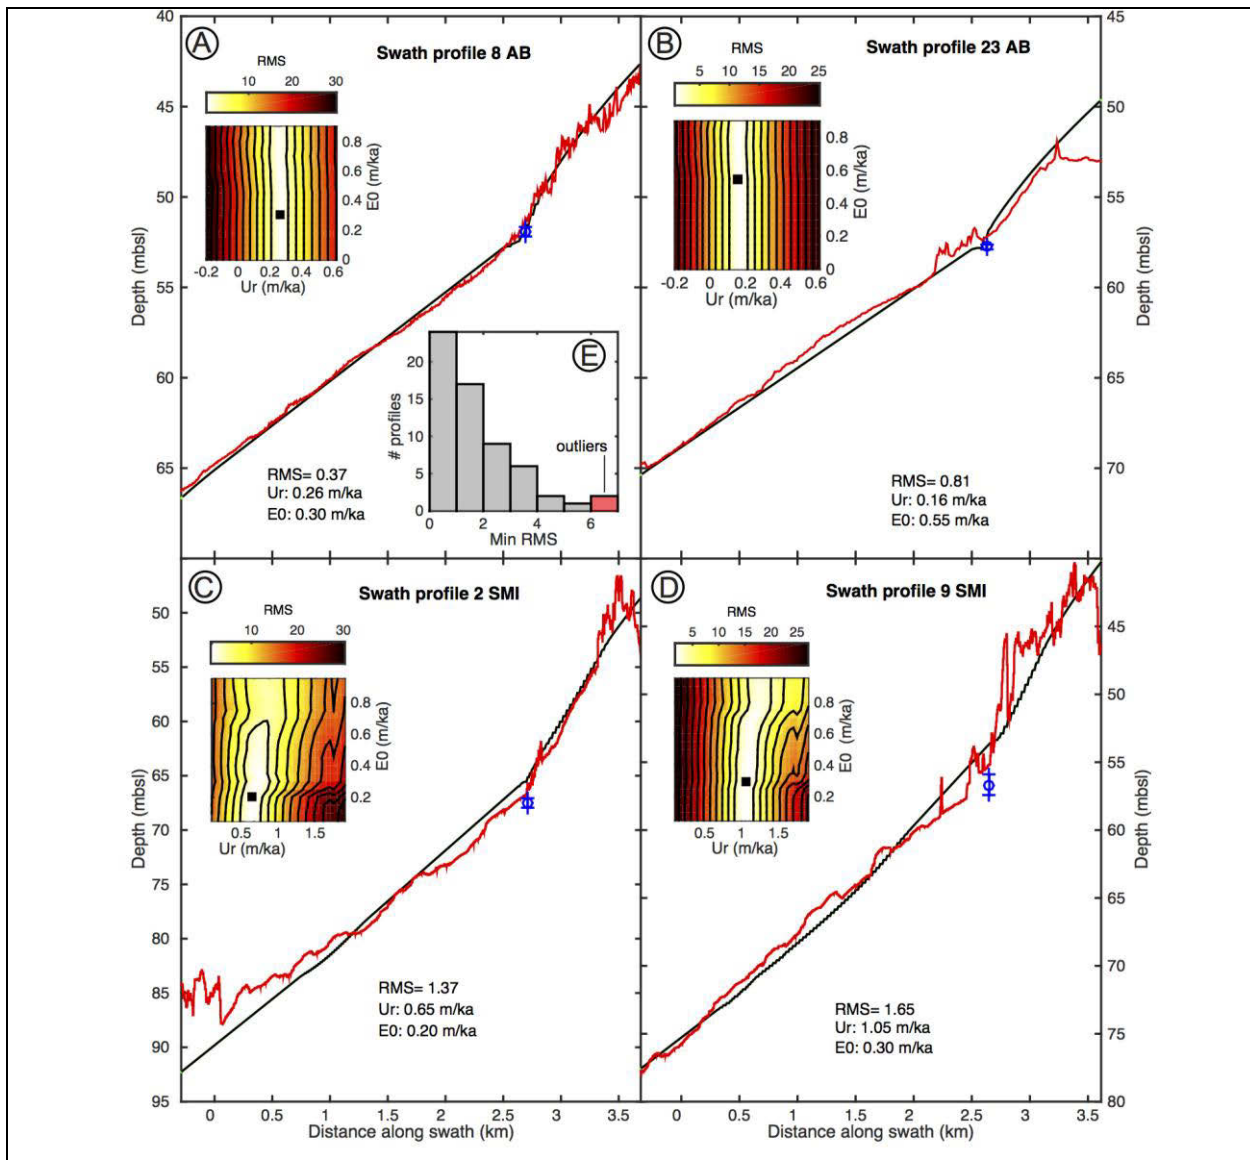 A
Swath profile 8 AB
RMS
10 20 30
0.8
0.6
0.4
0.2
0
E0 (m/ka)
-0.2 0 0.2 0.4 0.6
Ur (m/ka)
40
45
50
55
60
65
Depth (mbsl)
RMS= 0.37
Ur: 0.26 m/ka
E0: 0.30 m/ka
E
20
10
5
0
# profiles
outliers
0 2 4 6
Min RMS
B
Swath profile 23 AB
RMS
5 10 15 20 25
0.8
0.6
0.4
0.2
0
E0 (m/ka)
-0.2 0 0.2 0.4 0.6
Ur (m/ka)
45
50
55
60
65
70
Depth (mbsl)
RMS= 0.81
Ur: 0.16 m/ka
E0: 0.55 m/ka
C
Swath profile 2 SMI
RMS
10 20 30
0.8
0.6
0.4
0.2
E0 (m/ka)
0.5 1 1.5
Ur (m/ka)
50
55
60
65
70
75
80
85
90
95
Depth (mbsl)
RMS= 1.37
Ur: 0.65 m/ka
E0: 0.20 m/ka
0 0.5 1 1.5 2 2.5 3 3.5
Distance along swath (km)
D
Swath profile 9 SMI
RMS
5 10 15 20 25
0.8
0.6
0.4
0.2
E0 (m/ka)
0.5 1 1.5
Ur (m/ka)
45
50
55
60
65
70
75
80
Depth (mbsl)
RMS= 1.65
Ur: 1.05 m/ka
E0: 0.30 m/ka
0 0.5 1 1.5 2 2.5 3 3.5
Distance along swath (km)